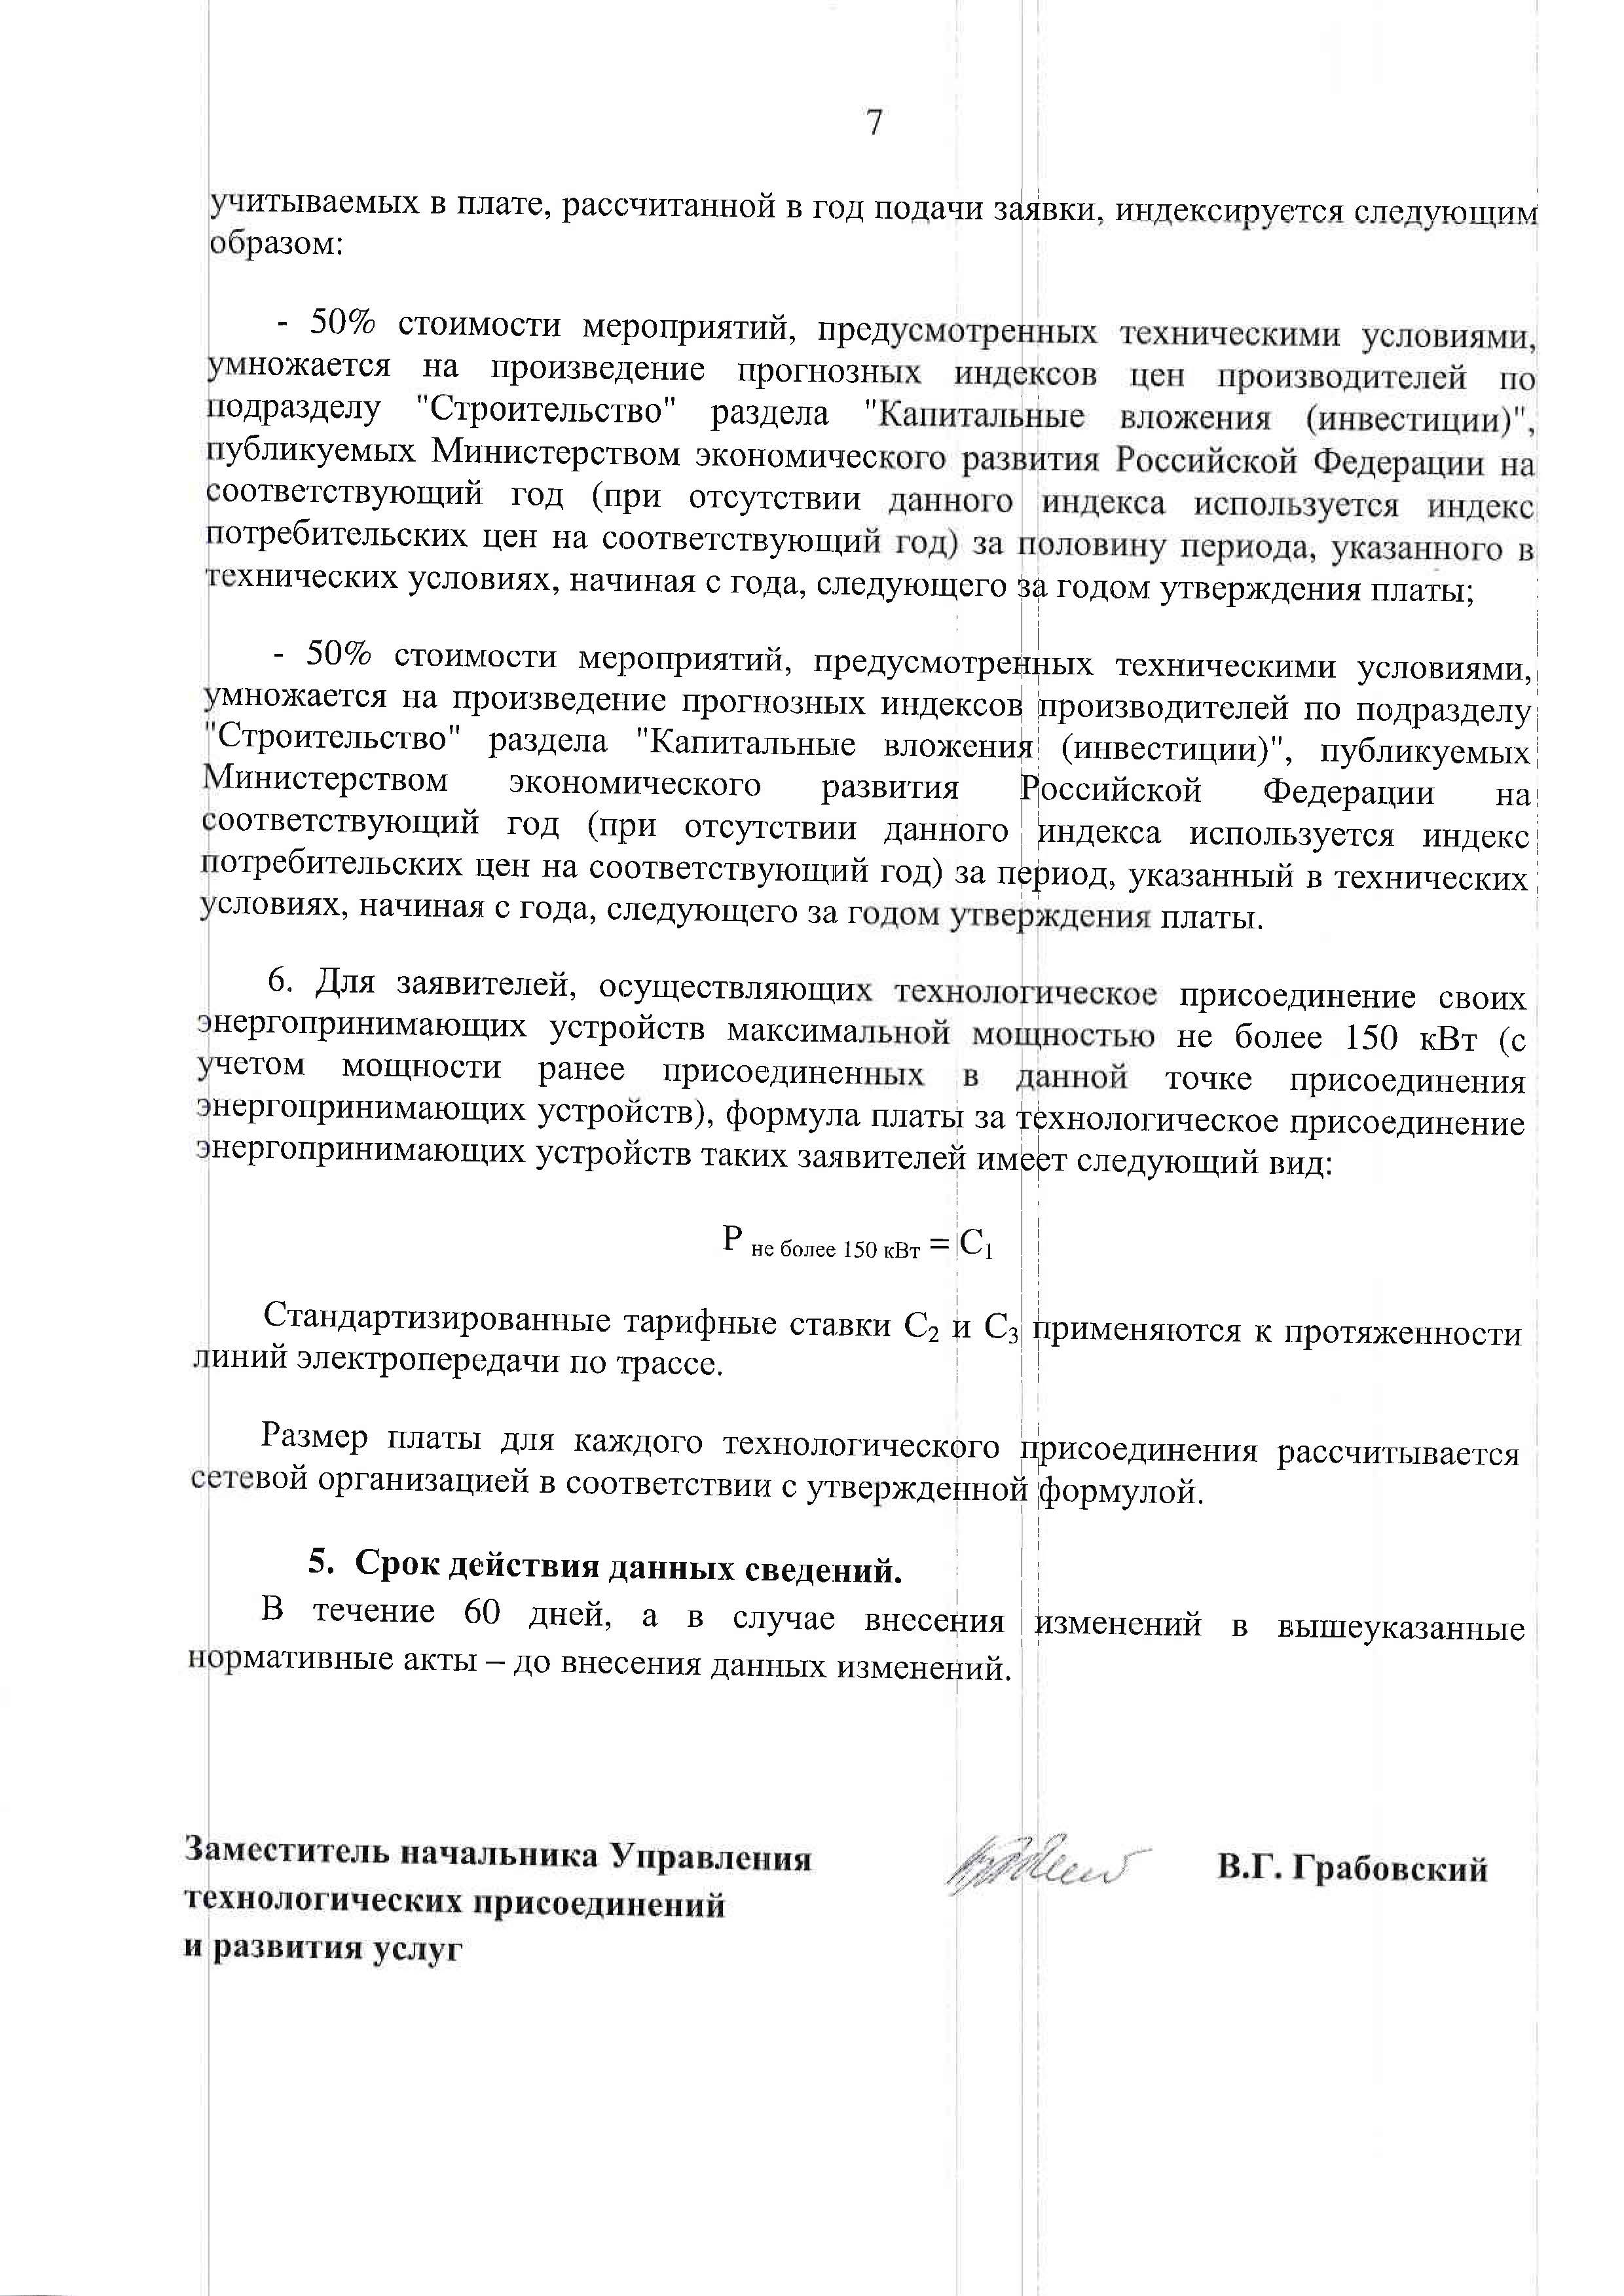 7
учитываемых в плате, рассчитанной в год подачи заявки, индексируется следующим
образом:
- 50% стоимости мероприятий, предусмотренных техническими условиями,
умножается на произведение прогнозных индексов цен производителей по
подразделу "Строительство" раздела "Капитальные вложения (инвестиции)",
публикуемых Министерством экономического развития Российской Федерации на
соответствующий год (при отсутствии данного индекса используется индекс
потребительских цен на соответствующий год) за половину периода, указанного в
технических условиях, начиная с года, следующего за годом утверждения платы;
- 50% стоимости мероприятий, предусмотренных техническими условиями,
умножается на произведение прогнозных индексов производителей по подразделу
"Строительство" раздела "Капитальные вложения (инвестиции)", публикуемых
Министерством экономического развития Российской Федерации на
соответствующий год (при отсутствии данного индекса используется индекс
потребительских цен на соответствующий год) за период, указанный в технических
условиях, начиная с года, следующего за годом утверждения платы.
6. Для заявителей, осуществляющих технологическое присоединение своих
энергопринимающих устройств максимальной мощностью не более 150 кВт (с
учетом мощности ранее присоединенных в данной точке присоединения
энергопринимающих устройств), формула платы за технологическое присоединение
энергопринимающих устройств таких заявителей имеет следующий вид:
Р не более 150 кВт = С1
Стандартизированные тарифные ставки С2 и С3 применяются к протяженности
линий электропередачи по трассе.
Размер платы для каждого технологического присоединения рассчитывается
сетевой организацией в соответствии с утвержденной формулой.
5. Срок действия данных сведений.
В течение 60 дней, а в случае внесения изменений в вышеуказанные
нормативные акты – до внесения данных изменений.
Заместитель начальника Управления
технологических присоединений
и развития услуг
В.Г. Грабовский